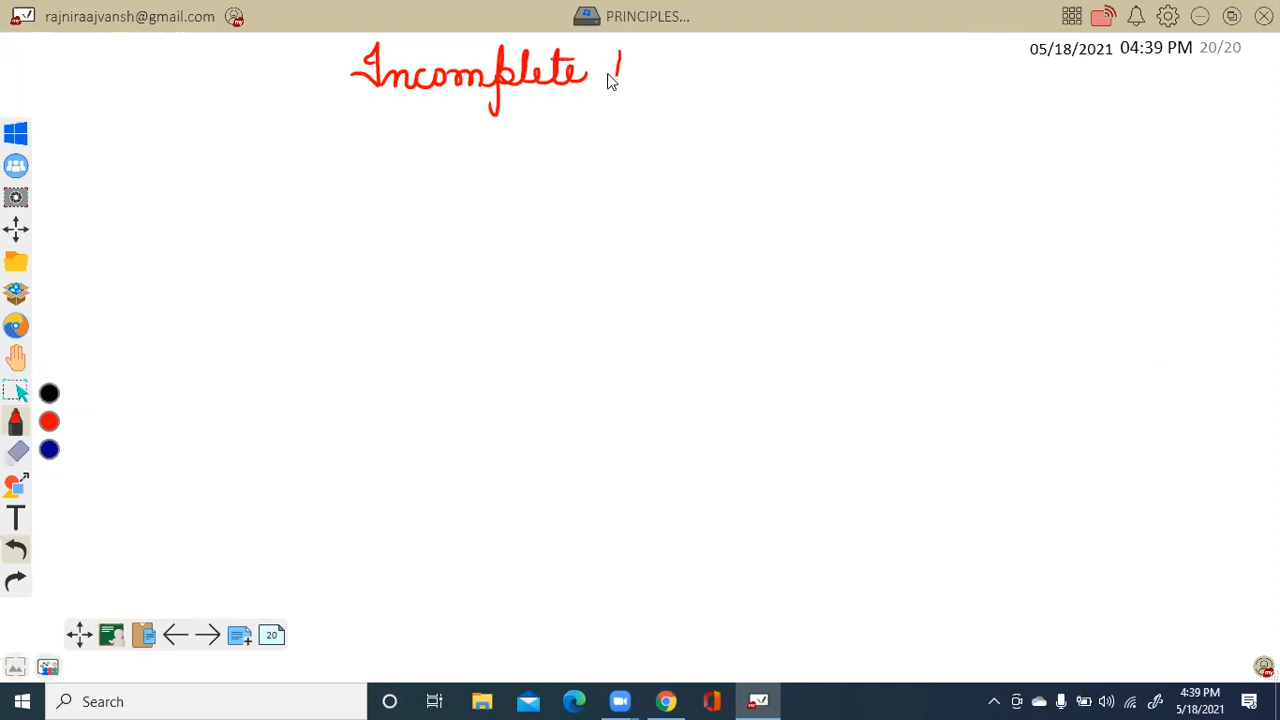 rajniraajvansh@gmail.com
PRINCIPLES...
05/18/2021 04:39 PM 20/20
Incomplete
T
20
Search
4:39 PM
5/18/2021